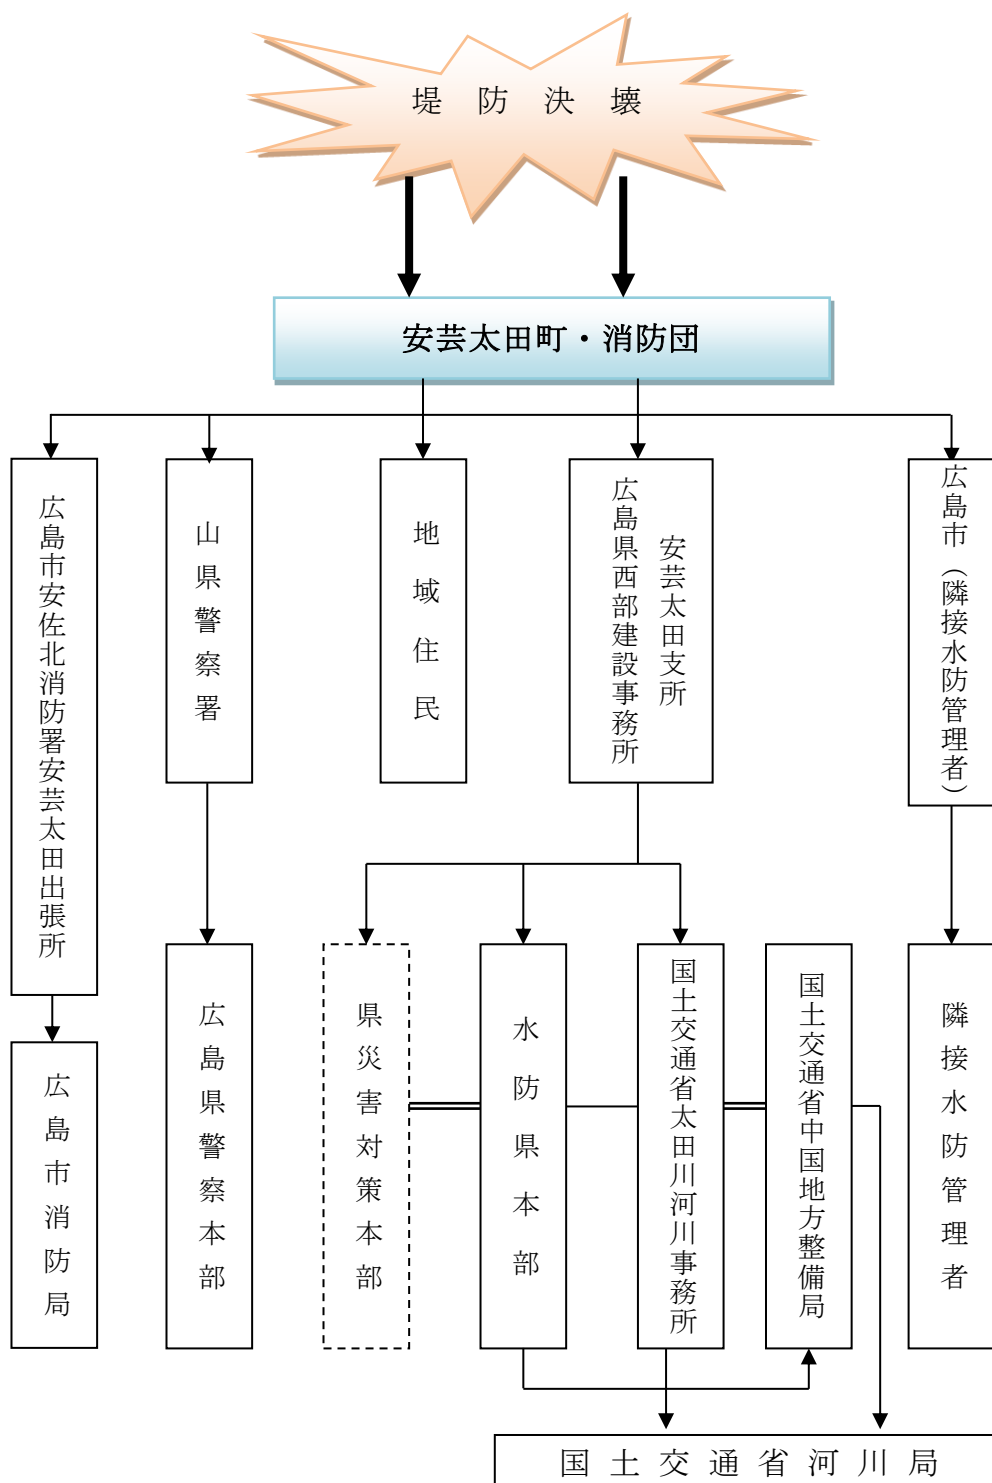 堤防決壊
安芸太田町・消防団
広島市安佐北消防署安芸太田出張所
山県警察署
地域住民
広島県西部建設事務所
安芸太田支所
広島市（隣接水防管理者）
広島市消防局
広島県警察本部
県災害対策本部
水防県本部
国土交通省太田川河川事務所
国土交通省中国地方整備局
隣接水防管理者
国土交通省河川局